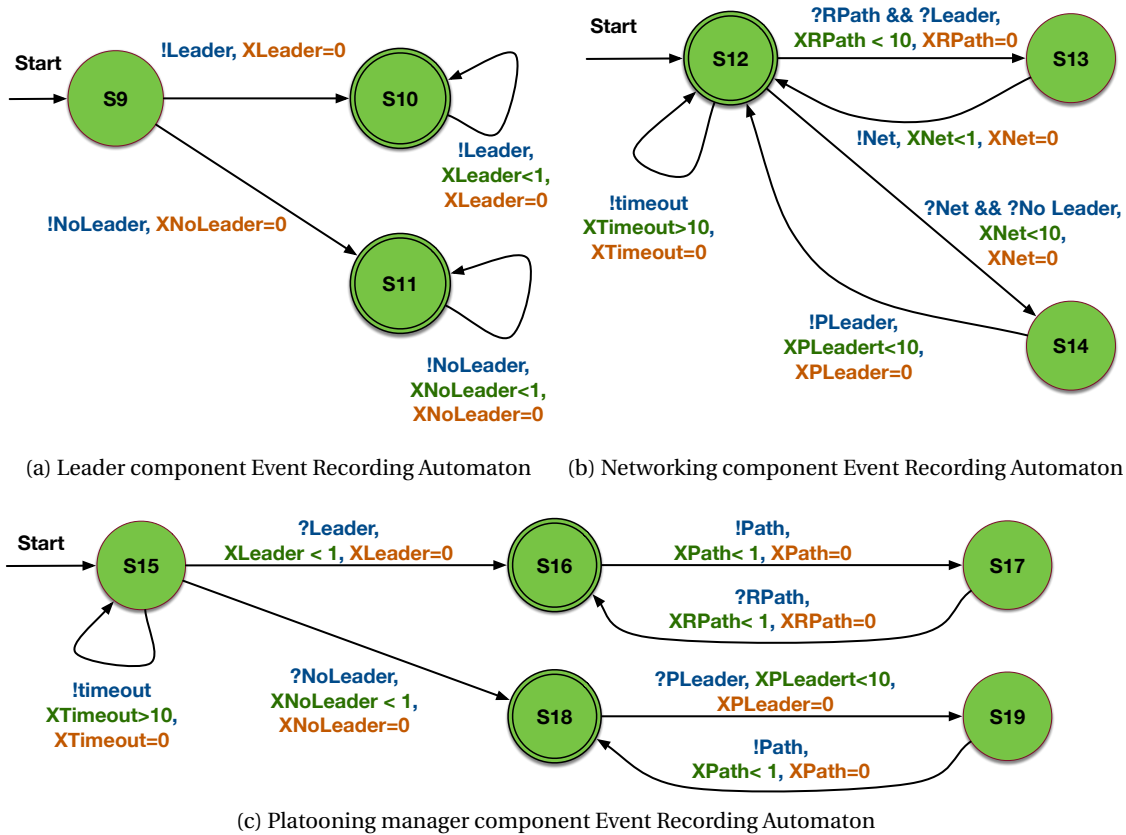 Start
S9
!Leader, XLeader=0
S10
!Leader,
XLeader<1,
XLeader=0
!NoLeader, XNoLeader=0
S11
!NoLeader,
XNoLeader<1,
XNoLeader=0
(a) Leader component Event Recording Automaton
Start
S12
?RPath && ?Leader,
XRPath < 10, XRPath=0
S13
!Net, XNet<1, XNet=0
!timeout
XTimeout>10,
XTimeout=0
?Net && ?No Leader,
XNet<10,
XNet=0
!PLeader,
XPLeadert<10,
XPLeader=0
S14
(b) Networking component Event Recording Automaton
Start
S15
?Leader,
XLeader < 1, XLeader=0
S16
!Path,
XPath< 1, XPath=0
S17
?RPath,
XRPath< 1, XRPath=0
!timeout
XTimeout>10,
XTimeout=0
?NoLeader,
XNoLeader < 1,
XNoLeader=0
S18
?PLeader, XPLeadert<10,
XPLeader=0
S19
!Path,
XPath< 1, XPath=0
(c) Platooning manager component Event Recording Automaton